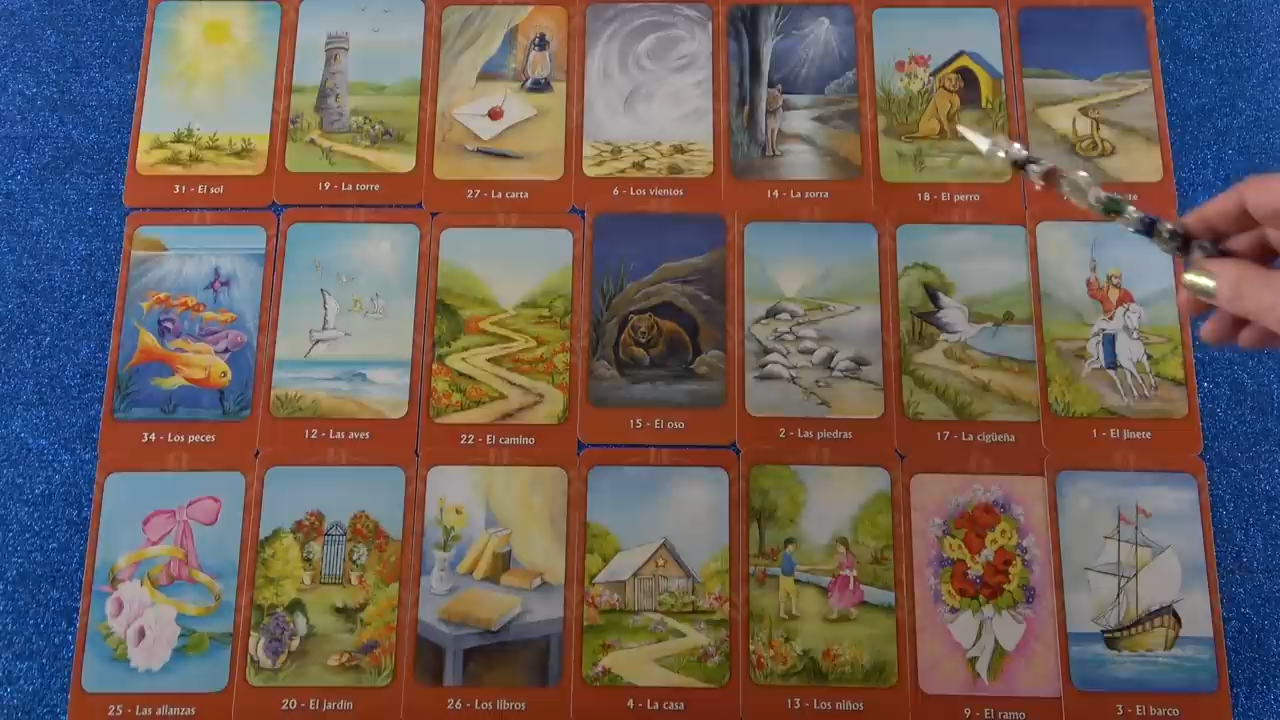 31 - El sol
19 - La torre
27 - La carta
6 - Los vientos
14 - La zorra
18 - El perro
34 - Los peces
12 - Las aves
22 - El camino
15 - El oso
2 - Las piedras
17 - La cigüeña
1 - El Jinete
25 - Las alianzas
20 - El jardín
26 - Los libros
4 - La casa
13 - Los niños
9 - El ramo
3 - El barco